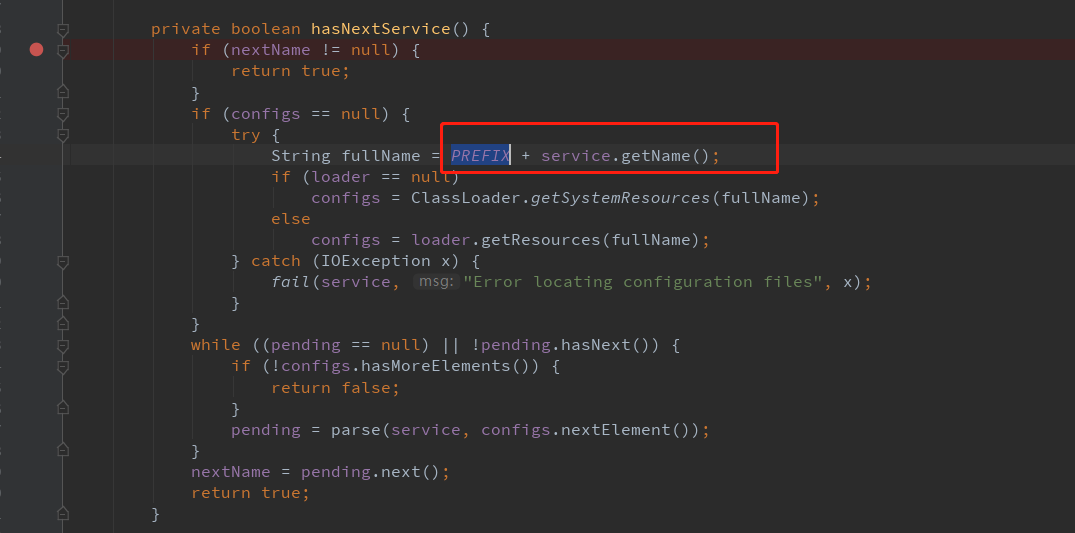 private boolean hasNextService() {
if (nextName != null) {
return true;
}
if (configs == null) {
try {
String fullName = PREFIX + service.getName();
if (loader == null)
configs = ClassLoader.getSystemResources(fullName);
else
configs = loader.getResources(fullName);
} catch (IOException x) {
fail(service, msg: "Error locating configuration files", x);
}
}
while ((pending == null) || !pending.hasNext()) {
if (!configs.hasMoreElements()) {
return false;
}
pending = parse(service, configs.nextElement());
}
nextName = pending.next();
return true;
}